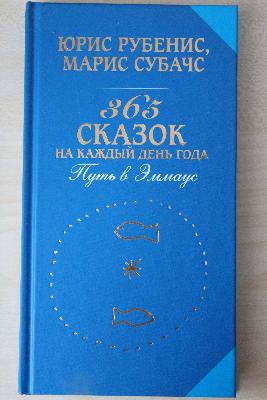 ЮРИС РУБЕНИС,
МАРИС СУБАЧС
365
СКАЗОК
НА КАЖДЫЙ ДЕНЬ ГОДА
Путь в Эммаус